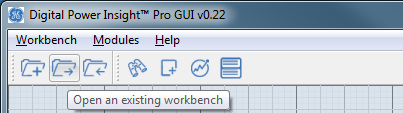 Digital Power Insight™ Pro GUI v0.22
Workbench Modules Help
Open an existing workbench